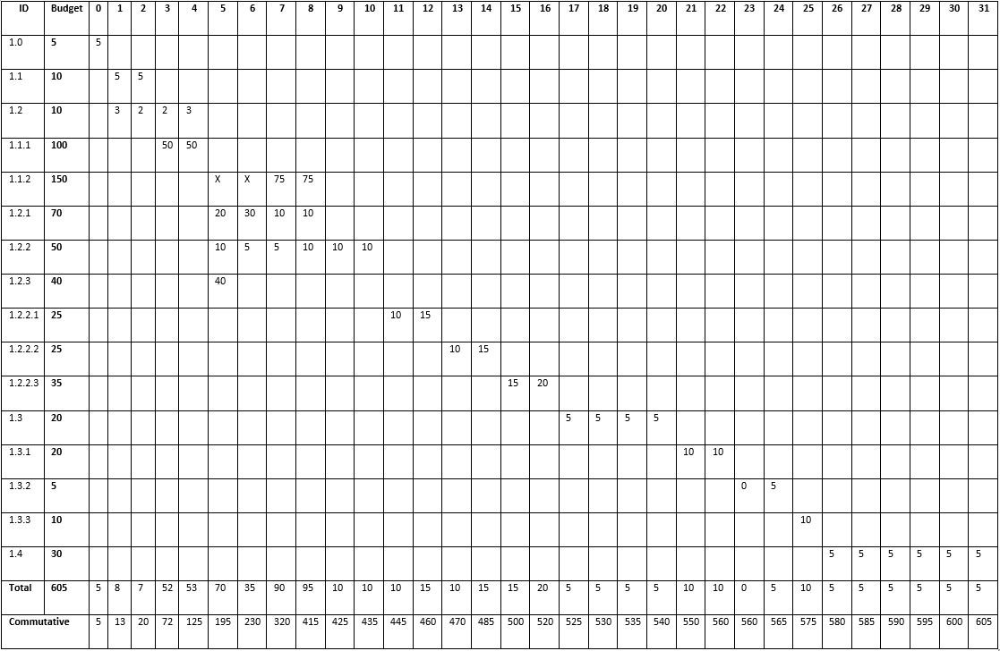 ID Budget 0 1 2 3 4 5 6 7 8 9 10 11 12 13 14 15 16 17 18 19 20 21 22 23 24 25 26 27 28 29 30 31
1.0 5 5
1.1 10 5 5
1.2 10 3 2 2 3
1.1.1 100 50 50
1.1.2 150 X X 75 75
1.2.1 70 20 30 10 10
1.2.2 50 10 5 5 10 10 10
1.2.3 40 40
1.2.2.1 25 10 15
1.2.2.2 25 10 15
1.2.2.3 35 15 20
1.3 20 5 5 5 5
1.3.1 20 10 10
1.3.2 5 0 5
1.3.3 10 10
1.4 30 5 5 5 5 5 5
Total 605 5 8 7 52 53 70 35 90 95 10 10 10 15 10 15 15 20 5 5 5 5 10 10 0 5 10 5 5 5 5 5 5
Commutative 5 13 20 72 125 195 230 320 415 425 435 445 460 470 485 500 520 525 530 535 540 550 560 560 565 575 580 585 590 595 600 605